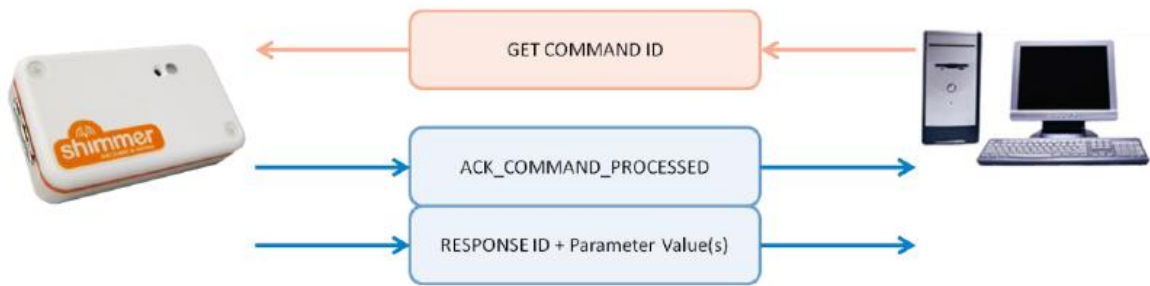 GET COMMAND ID
shimmer
ACK_COMMAND_PROCESSED
RESPONSE ID + Parameter Value(s)